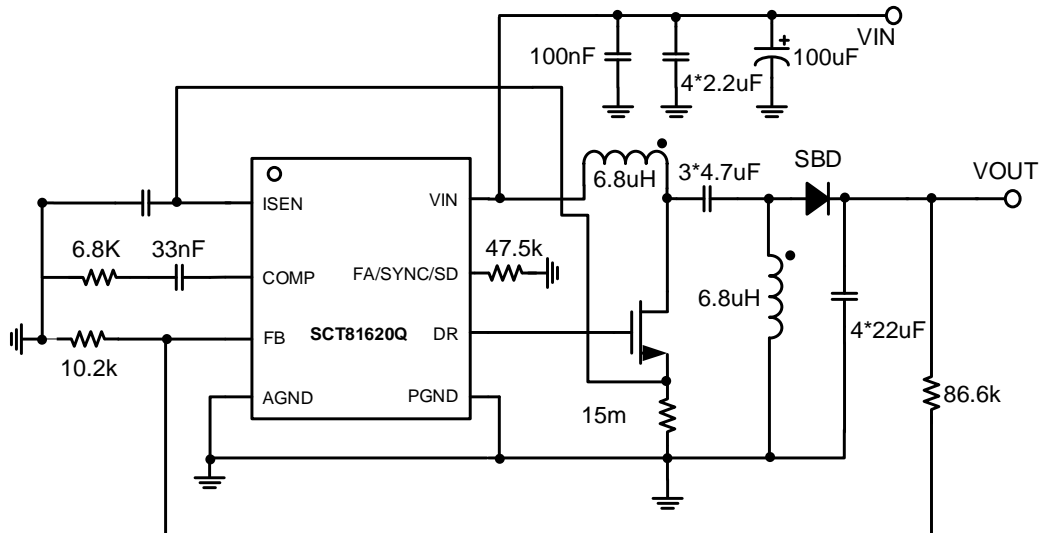 VIN
100nF
4*2.2uF
100uF
+
SBD
VOUT
6.8uH
3*4.7uF
ISEN
VIN
6.8K
33nF
47.5k
COMP
FA/SYNC/SD
6.8uH
4*22uF
FB
SCT81620Q
DR
10.2k
AGND
PGND
15m
86.6k